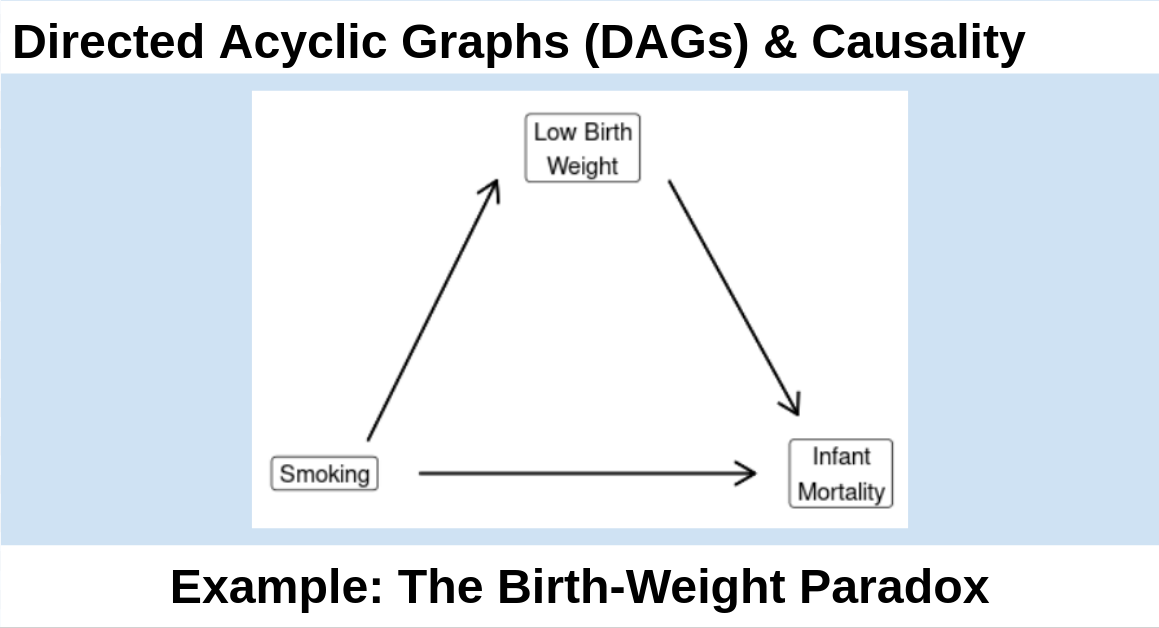 Directed Acyclic Graphs (DAGs) & Causality
Low Birth
Weight
Smoking
Infant
Mortality
Example: The Birth-Weight Paradox